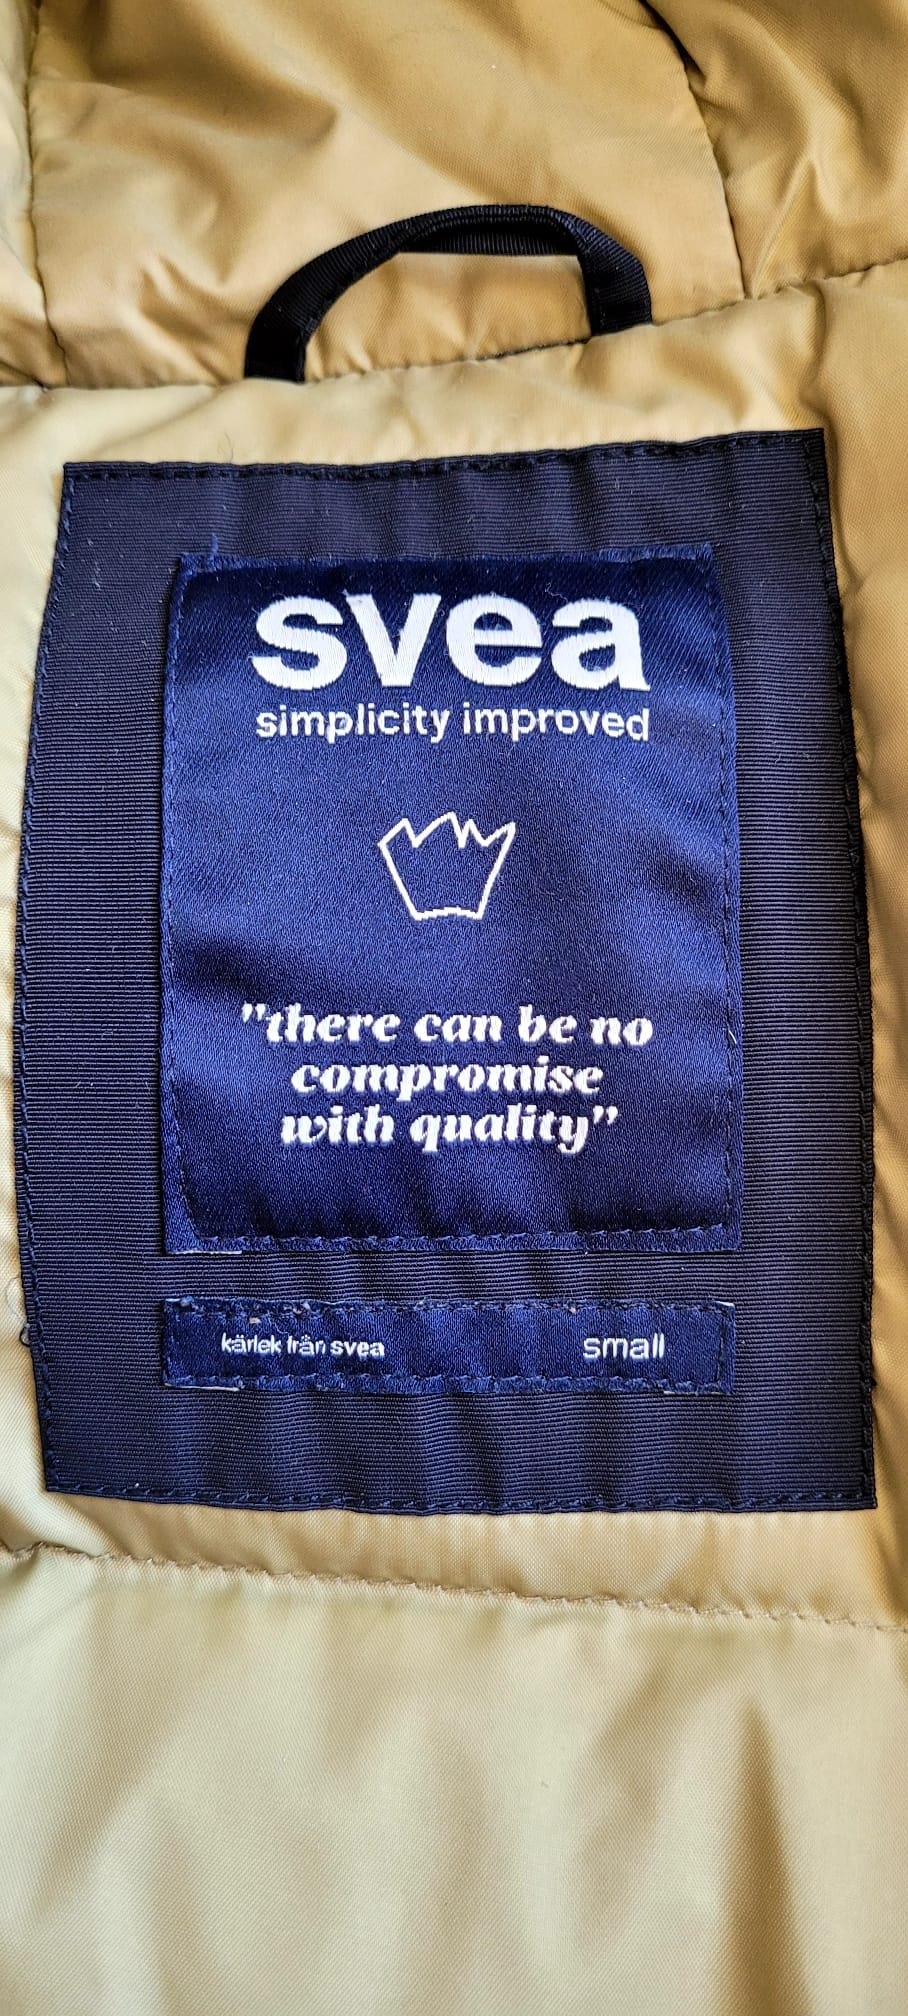 svea
simplicity improved
"there can be no
compromise
with quality"
kärlek från svea
small